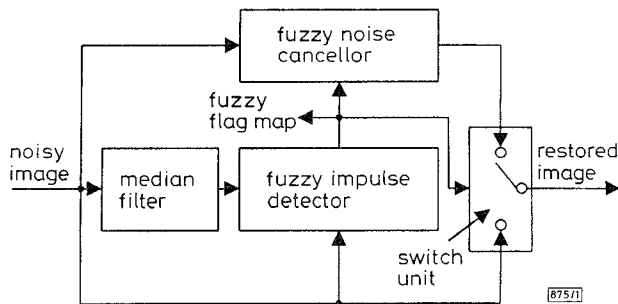 fuzzy noise
cancellor
fuzzy
flag map
noisy
image
median
filter
fuzzy impulse
detector
restored
image
switch
unit
875/1